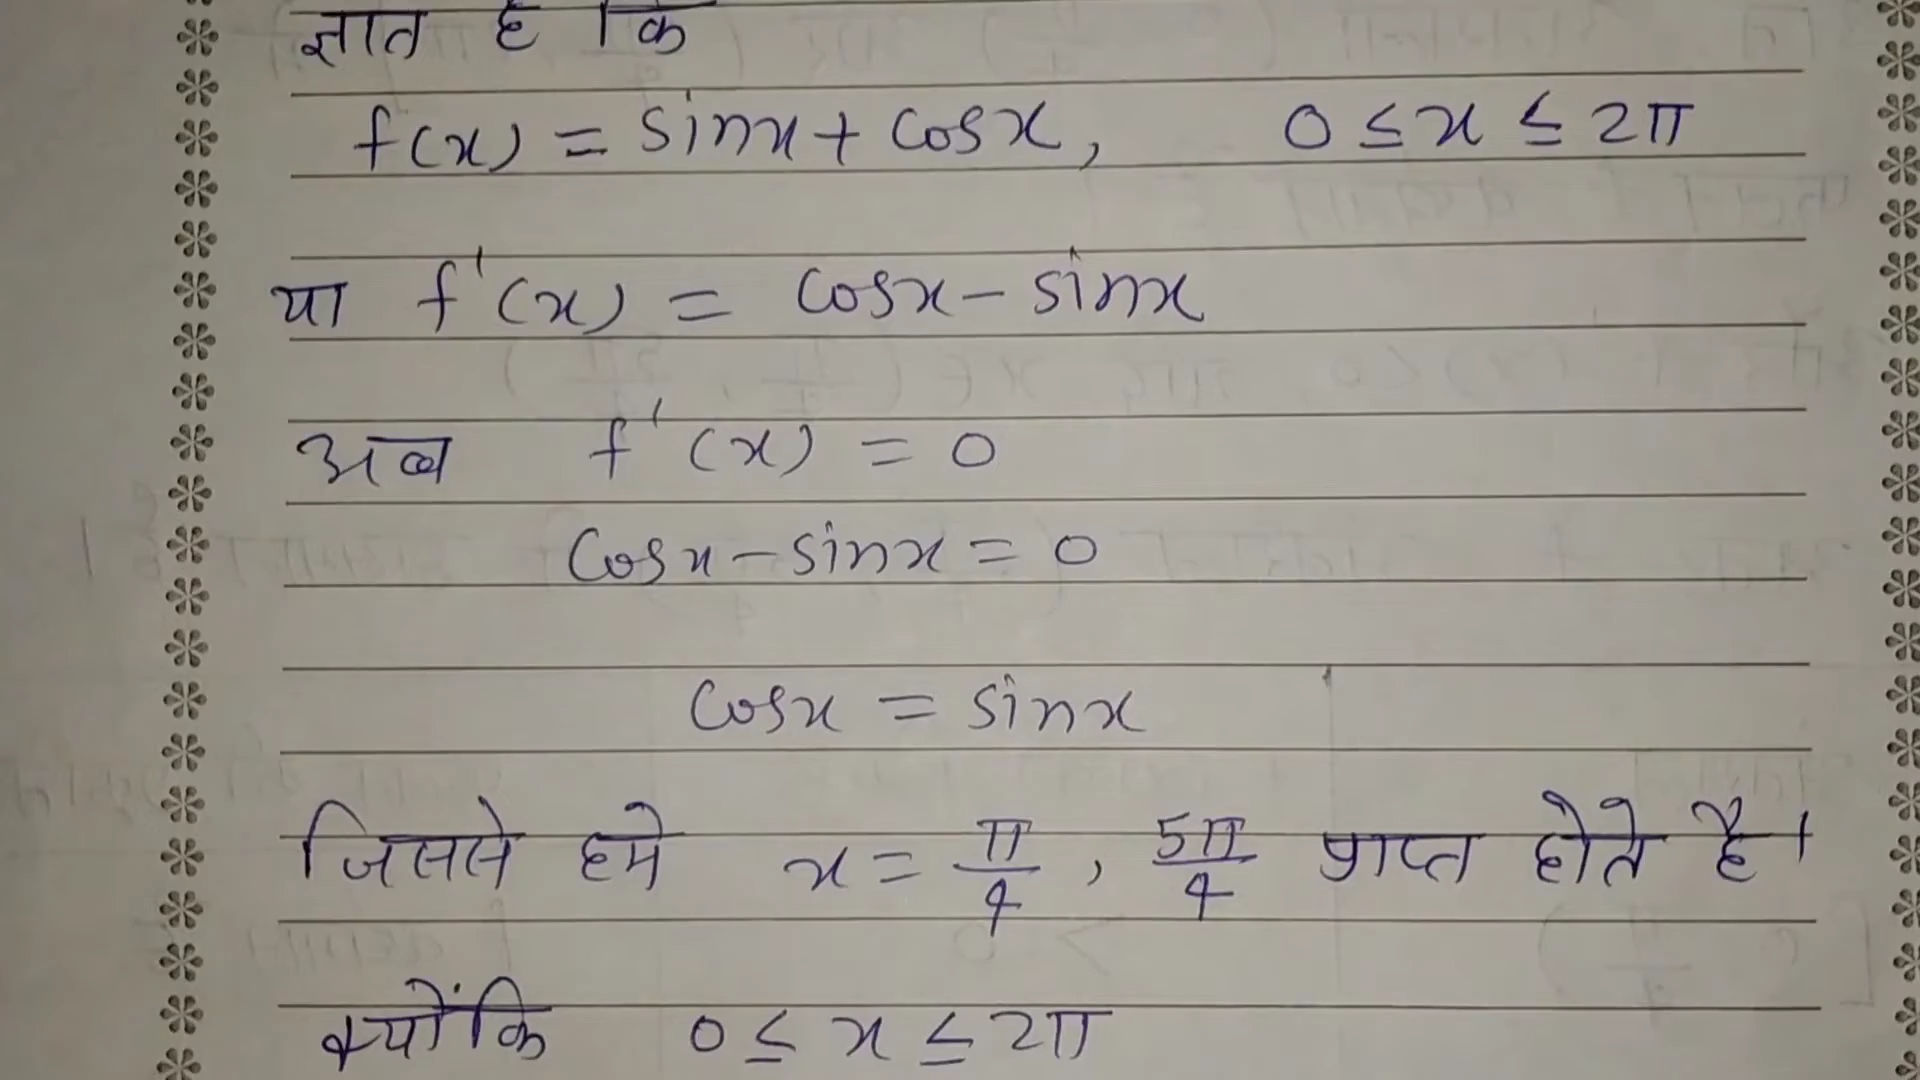 ज्ञात है कि
f(x) = sinx + cosx, 0 ≤ x ≤ 2π
या f'(x) = cosx - sinx
अब f'(x) = 0
cosx - sinx = 0
cosx = sinx
जिससे हमे x = π/4, 5π/4 प्राप्त होते है।
क्योंकि 0 ≤ x ≤ 2π